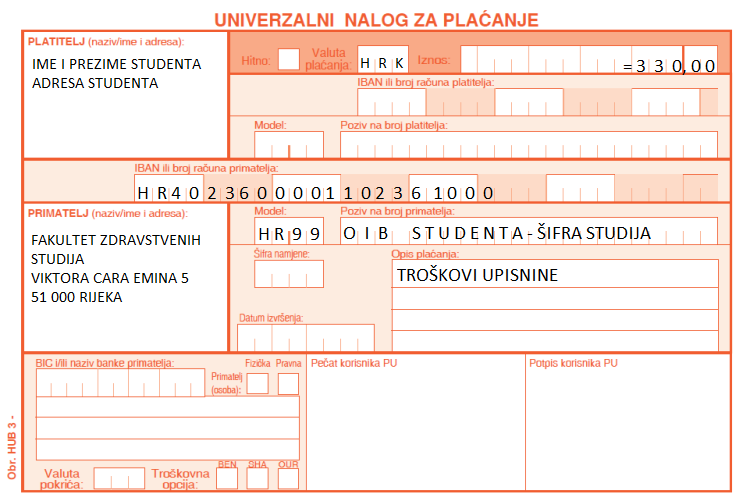 UNIVERZALNI NALOG ZA PLAĆANJE
PLATITELJ (naziv/ime i adresa):
IME I PREZIME STUDENTA
ADRESA STUDENTA
Hitno:
Valuta plaćanja:
HRK
Iznos:
=330,00
IBAN ili broj računa platitelja:
Model:
Poziv na broj platitelja:
IBAN ili broj računa primatelja:
HR4023600001102361000
PRIMATELJ (naziv/ime i adresa):
FAKULTET ZDRAVSTVENIH
STUDIJA
VIKTORA CARA EMINA 5
51 000 RIJEKA
Model:
HR99
Poziv na broj primatelja:
OIB STUDENTA-ŠIFRA STUDIJA
Šifra namjene:
Opis plaćanja:
TROŠKOVI UPISNINE
Datum izvršenja:
BIC i/ili naziv banke primatelja:
Fizička Pravna
Primatelj
(osoba):
Pečat korisnika PU
Potpis korisnika PU
Valuta
pokrića:
Troškovna
opcija:
BEN SHA OUR
Obr. HUB 3 -